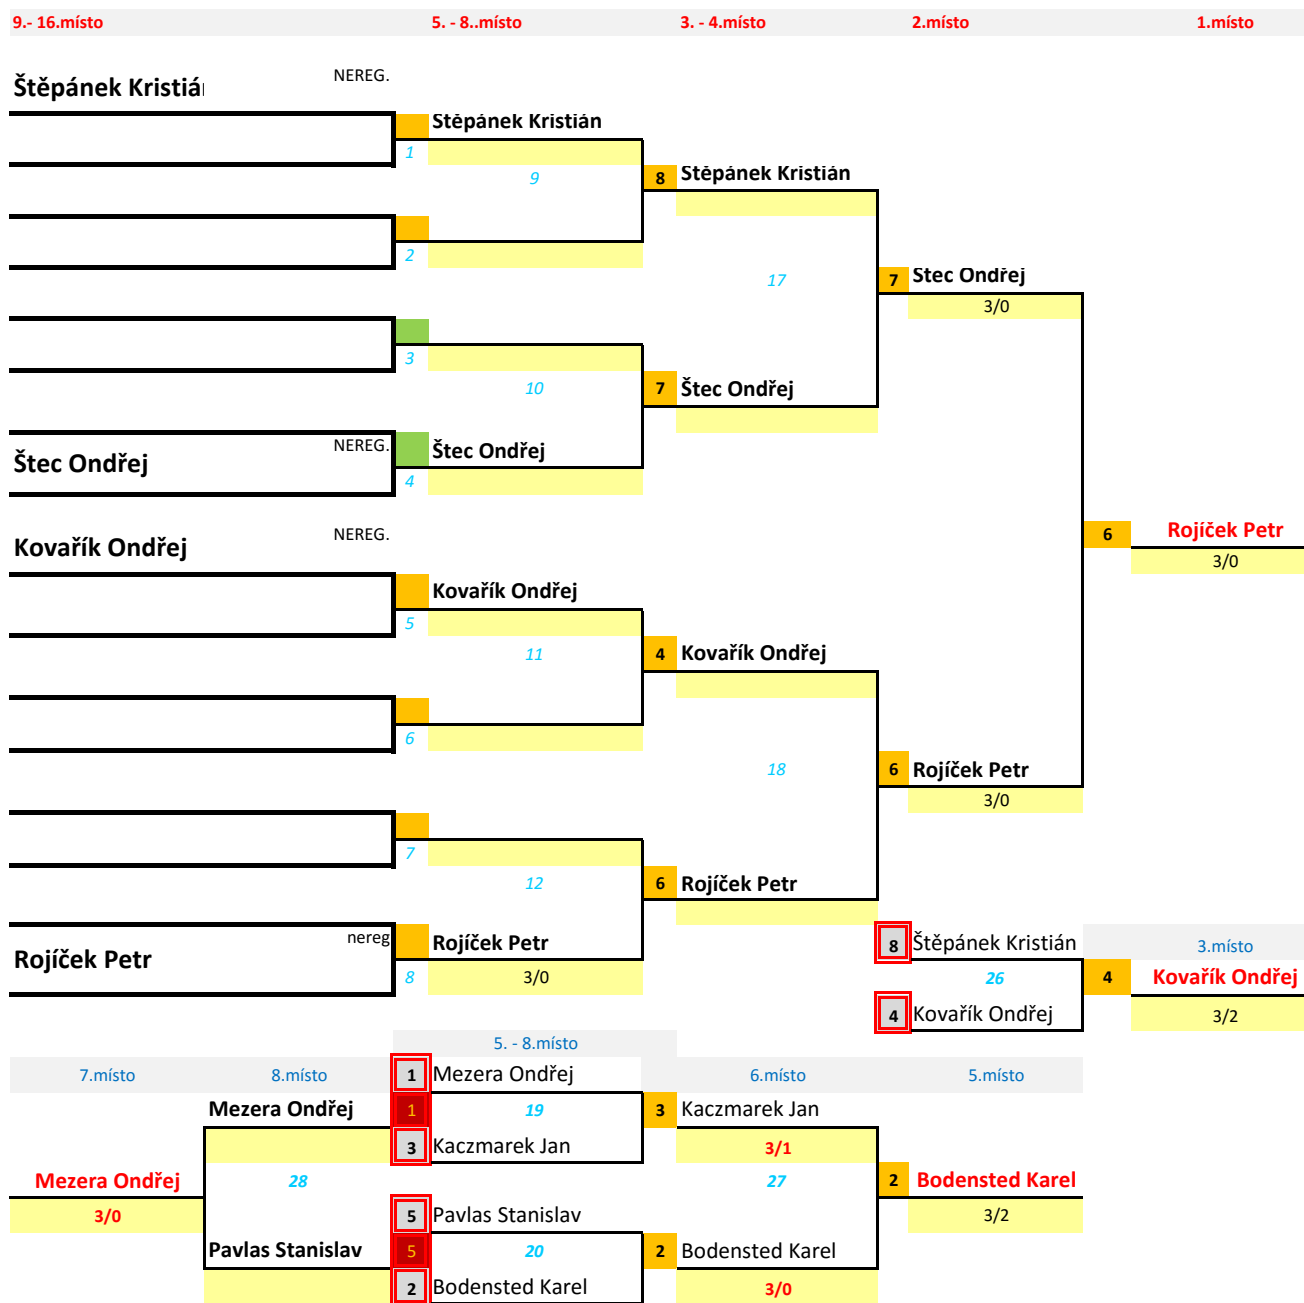 9.- 16.místo 5. - 8..místo 3. - 4.místo 2.místo 1.místo
Štěpánek Kristiá NEREG.
Štěpánek Kristián
1
9
8 Štěpánek Kristián
2
17
7 Štec Ondřej
3/0
3
10
7 Štec Ondřej
Štec Ondřej NEREG.
Štec Ondřej
4
6 Rojíček Petr
3/0
Kovařík Ondřej NEREG.
Kovařík Ondřej
5
11
4 Kovařík Ondřej
6
18
6 Rojíček Petr
3/0
7
12
6 Rojíček Petr
Rojíček Petr nereg
Rojíček Petr
8 3/0
8 Štěpánek Kristián 3.místo
26
4 Kovařík Ondřej
4 Kovařík Ondřej 3/2
5. - 8.místo
7.místo 8.místo 1 Mezera Ondřej 6.místo 5.místo
Mezera Ondřej 1 19 3 Kaczmarek Jan
3 Kaczmarek Jan 3/1
Mezera Ondřej 28 27 2 Bodensted Karel
3/0 5 Pavlas Stanislav 3/2
Pavlas Stanislav 5 20 2 Bodensted Karel
2 Bodensted Karel 3/0